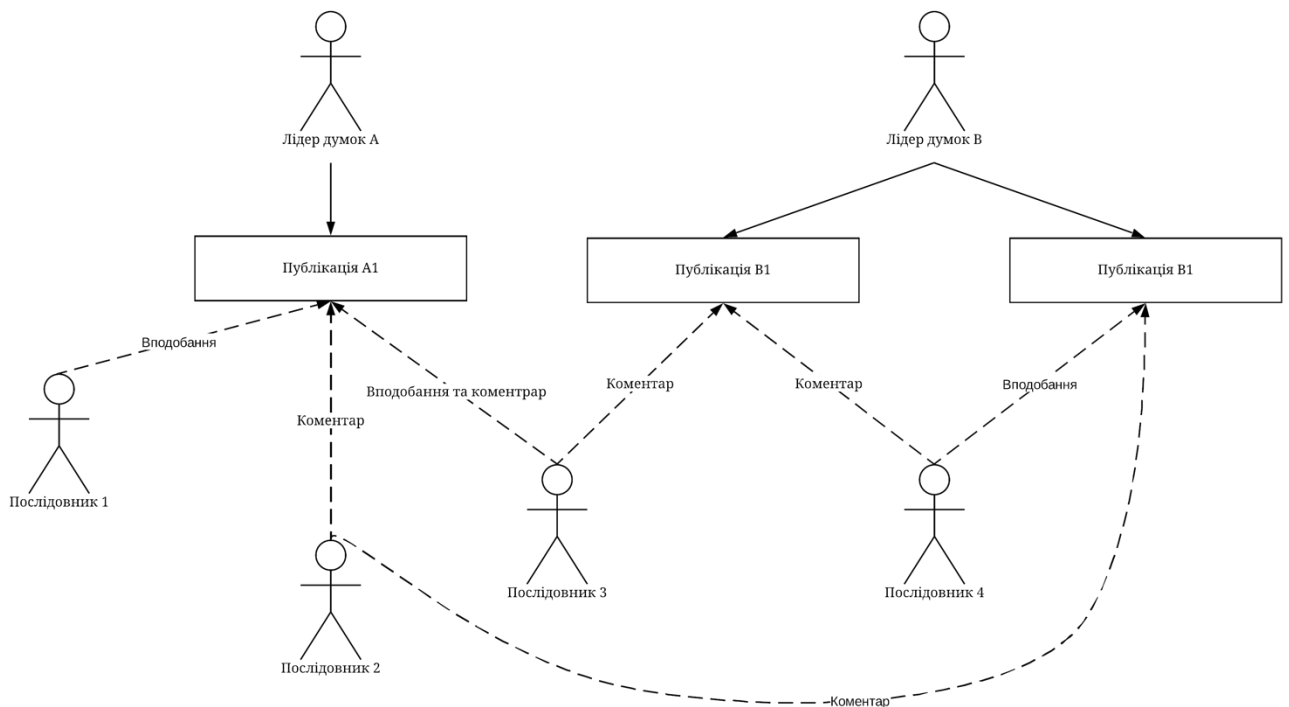 Лідер думок А
Лідер думок В
Публікація А1
Публікація В1
Публікація В1
Вподобання
Вподобання та коментрар
Коментар
Коментар
Вподобання
Коментар
Послідовник 1
Послідовник 3
Послідовник 4
Послідовник 2
Коментар